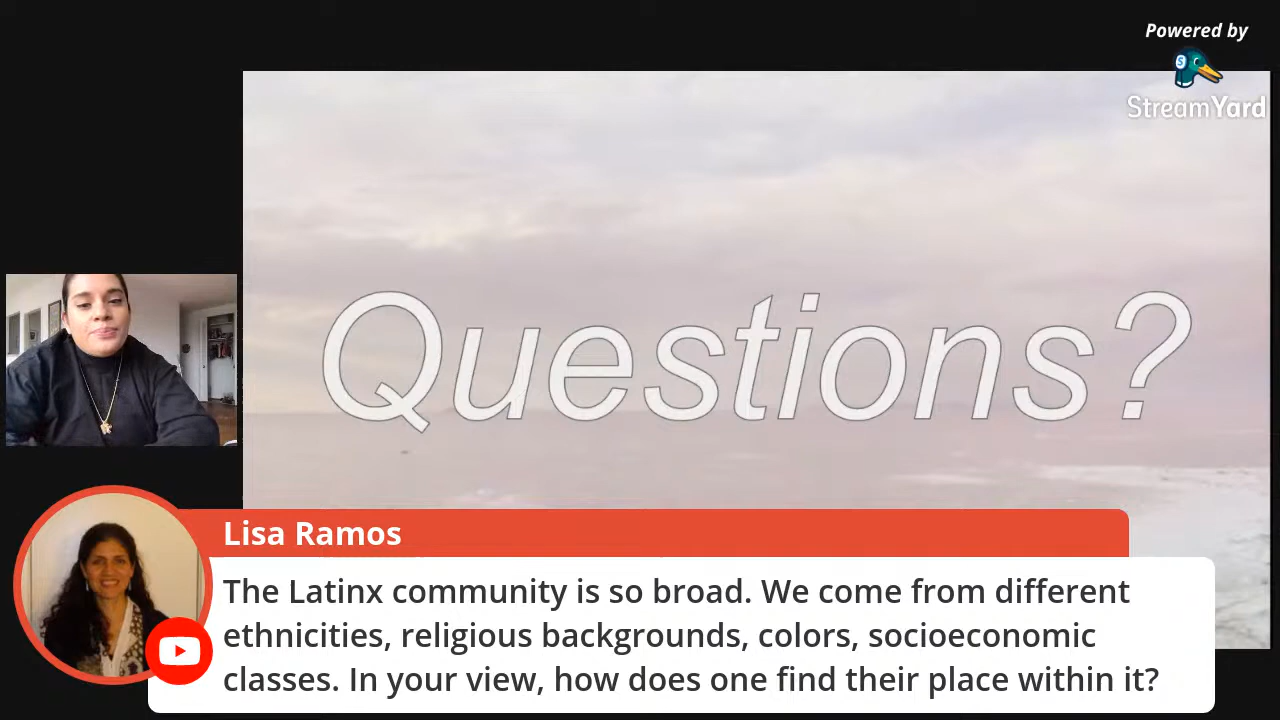 Powered by
StreamYard
Questions?
Lisa Ramos
The Latinx community is so broad. We come from different
ethnicities, religious backgrounds, colors, socioeconomic
classes. In your view, how does one find their place within it?